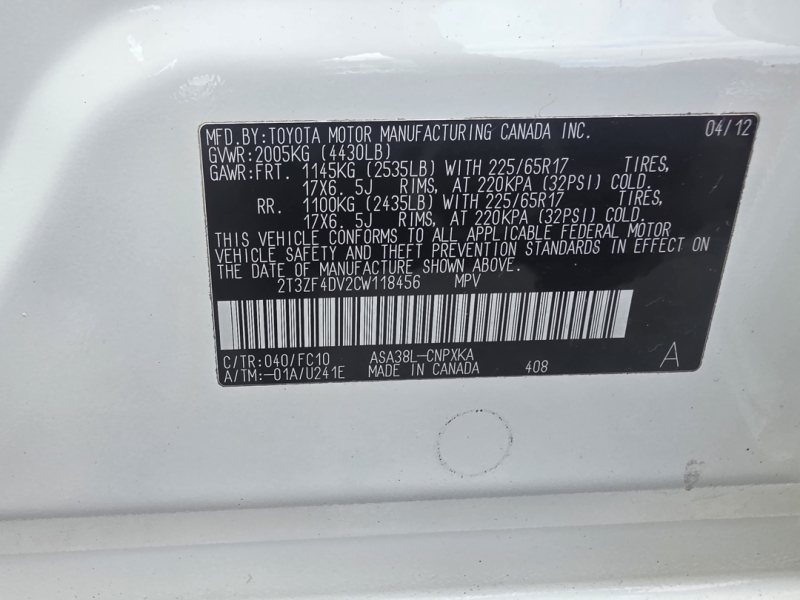 MFD.BY:TOYOTA MOTOR MANUFACTURING CANADA INC. 04/12
GVWR:2005KG (4430LB)
GAWR:FRT. 1145KG (2535LB) WITH 225/65R17 TIRES,
17X6. 5J RIMS, AT 220KPA (32PSI) COLD.
RR. 1100KG (2435LB) WITH 225/65R17 TIRES,
17X6. 5J RIMS, AT 220KPA (32PSI) COLD.
THIS VEHICLE CONFORMS TO ALL APPLICABLE FEDERAL MOTOR
VEHICLE SAFETY AND THEFT PREVENTION STANDARDS IN EFFECT ON
THE DATE OF MANUFACTURE SHOWN ABOVE.
2T3ZF4DV2CW118456 MPV
C/TR:040/FC10 ASA38L-CNPXKA
A/TM:-01A/U241E MADE IN CANADA 408 A